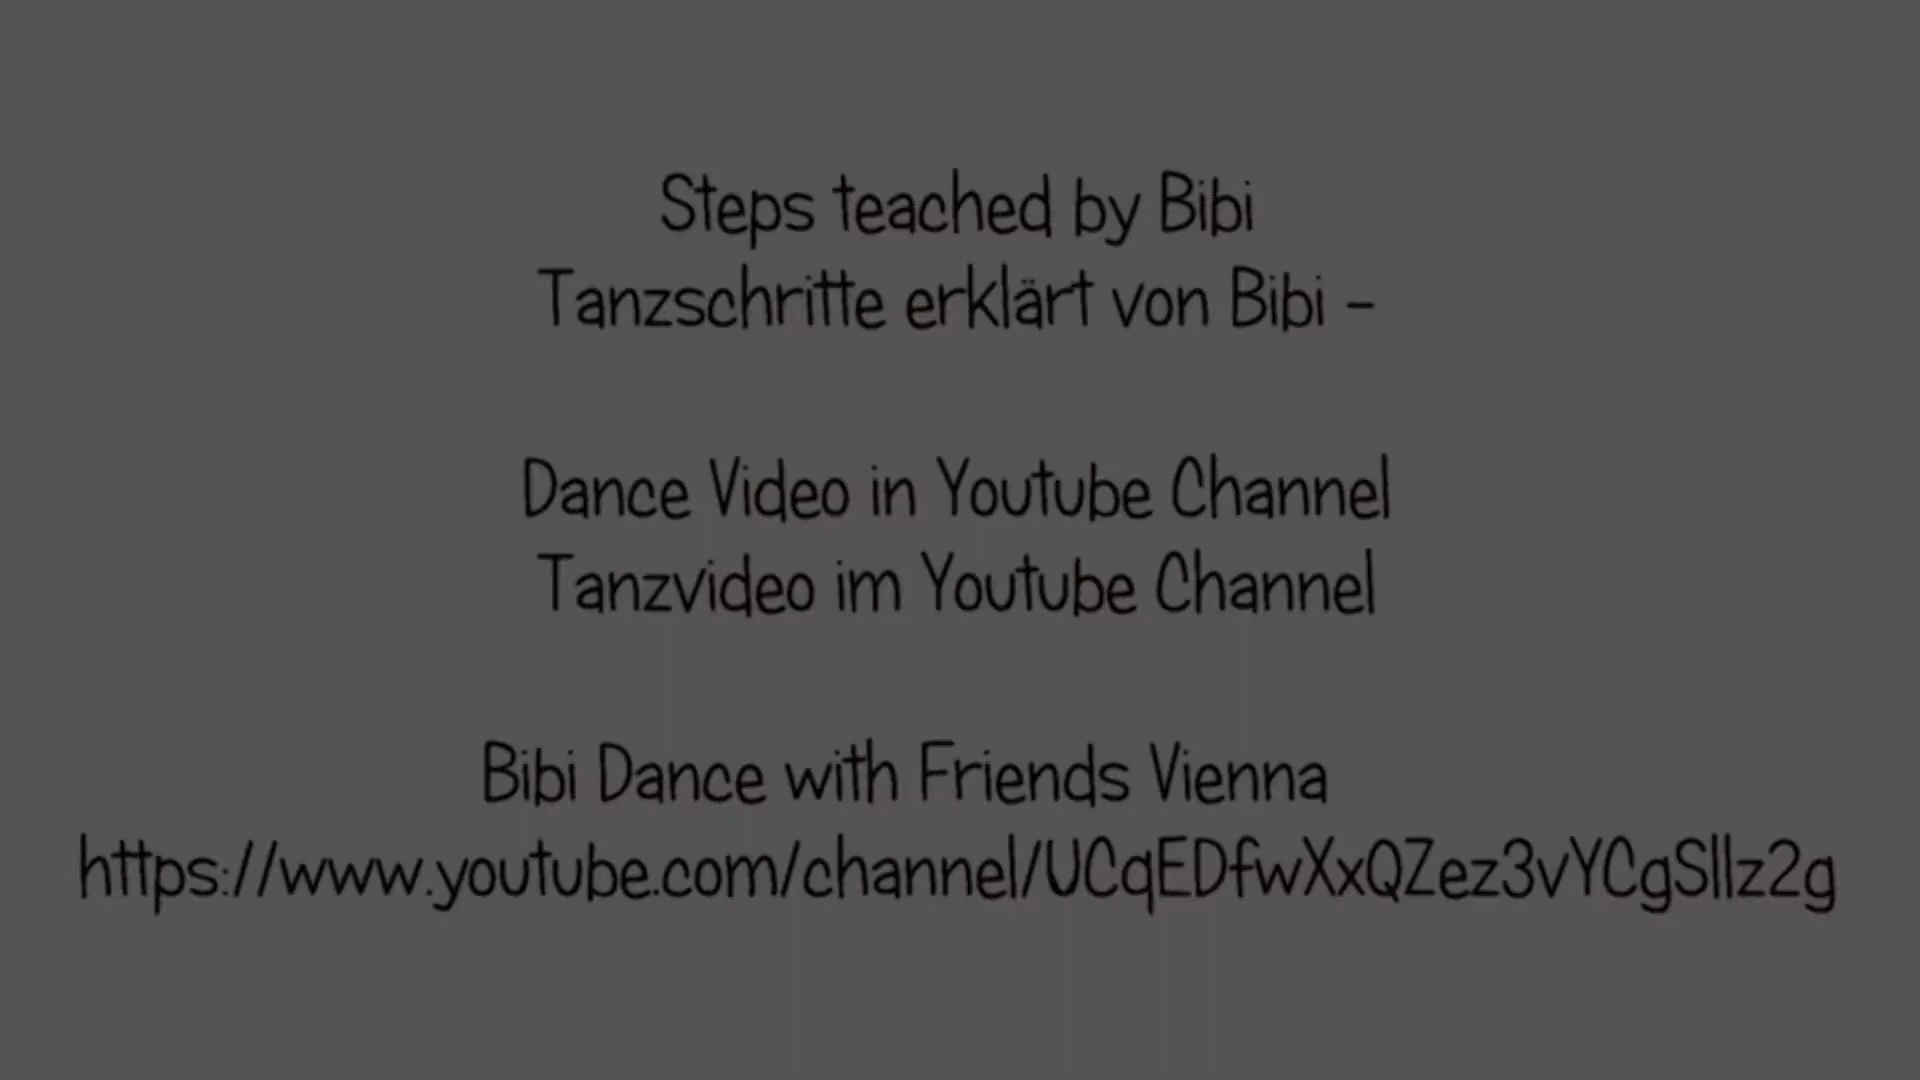 Steps teached by Bibi
Tanzschritte erklärt von Bibi -
Dance Video in Youtube Channel
Tanzvideo im Youtube Channel
Bibi Dance with Friends Vienna
https://www.youtube.com/channel/UCqEDfwXxQZez3vYCgSllz2g